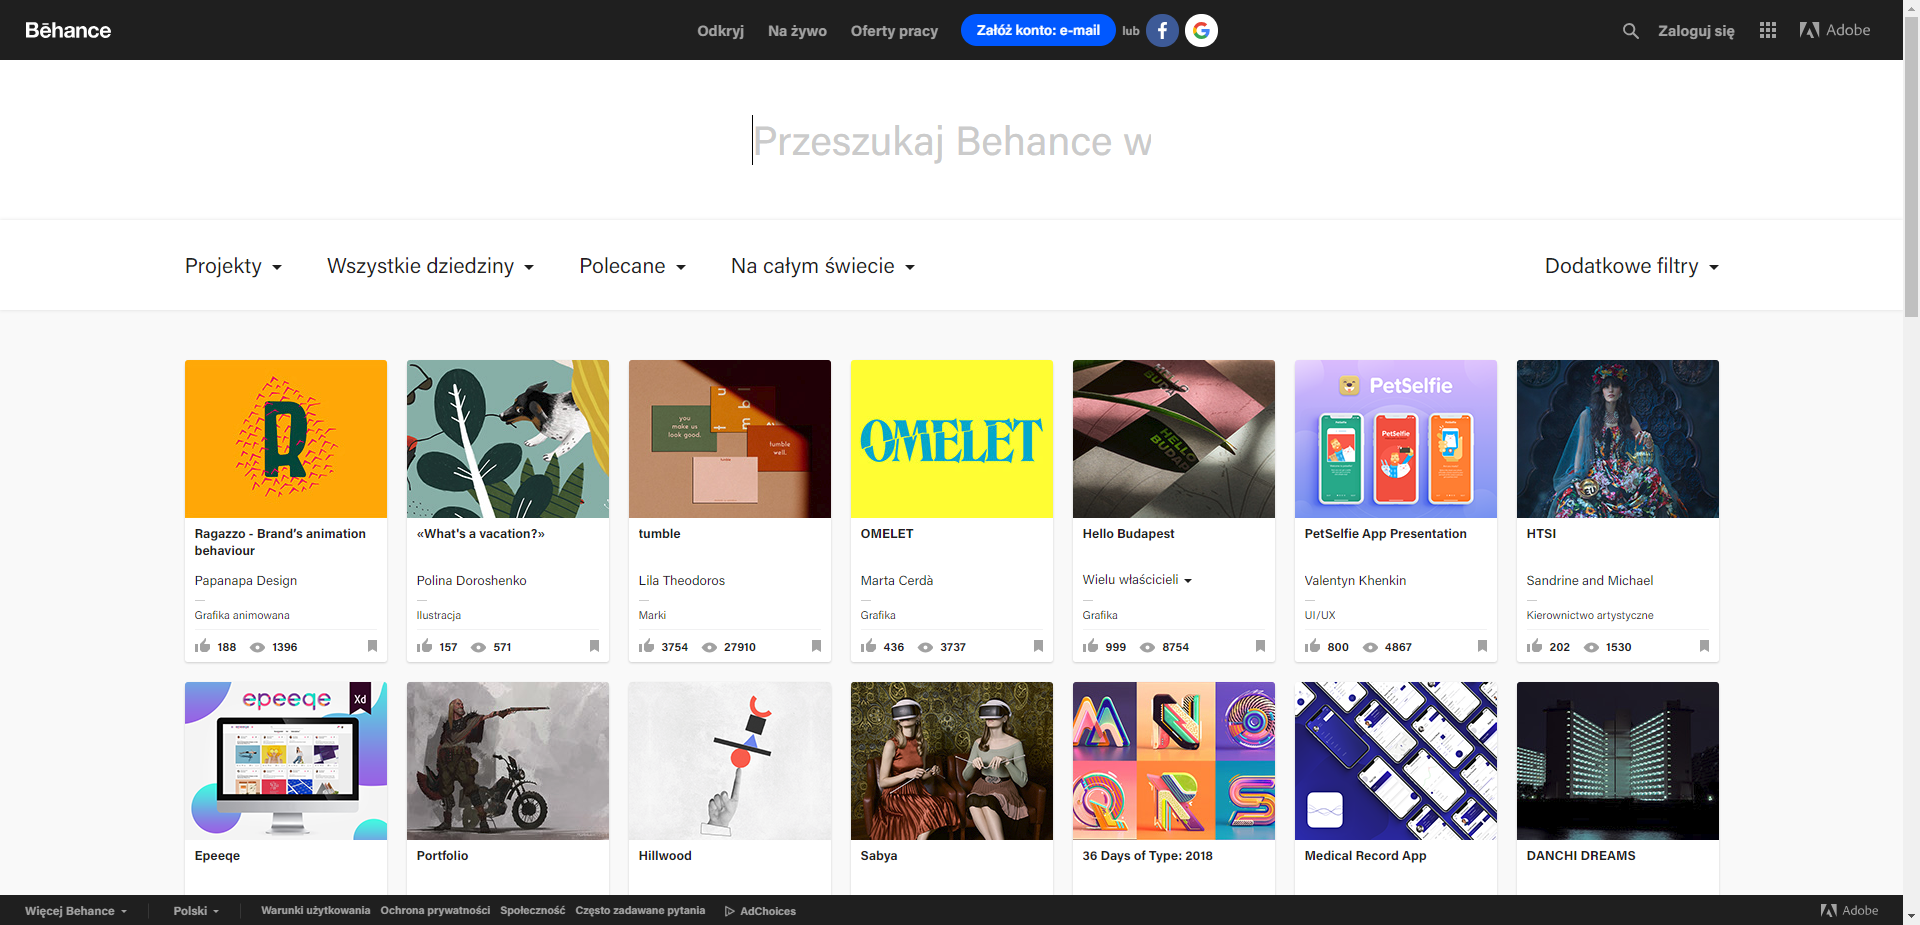 Bēhance
Odkryj Na żywo Oferty pracy Załóż konto: e-mail lub
Zaloguj się Adobe
Przeszukaj Behance w
Projekty Wszystkie dziedziny Polecane Na całym świecie Dodatkowe filtry
R
you
make us
look good.
tumble
well.
OMELET
HELLO
BUDAP
PetSelfie
PetSelfie
Ragazzo - Brand’s animation
behaviour
Papanapa Design
Grafika animowana
188 1396
«What's a vacation?»
Polina Doroshenko
Ilustracja
157 571
tumble
Lila Theodoros
Marki
3754 27910
OMELET
Marta Cerdà
Grafika
436 3737
Hello Budapest
Wielu właścicieli
Grafika
999 8754
PetSelfie App Presentation
Valentyn Khenkin
UI/UX
800 4867
HTSI
Sandrine and Michael
Kierownictwo artystyczne
202 1530
epeeqe
Xd
M N O
Q R S
Epeeqe
Portfolio
Hillwood
Sabya
36 Days of Type: 2018
Medical Record App
DANCHI DREAMS
Więcej Behance Polski Warunki użytkowania Ochrona prywatności Społeczność Często zadawane pytania AdChoices Adobe